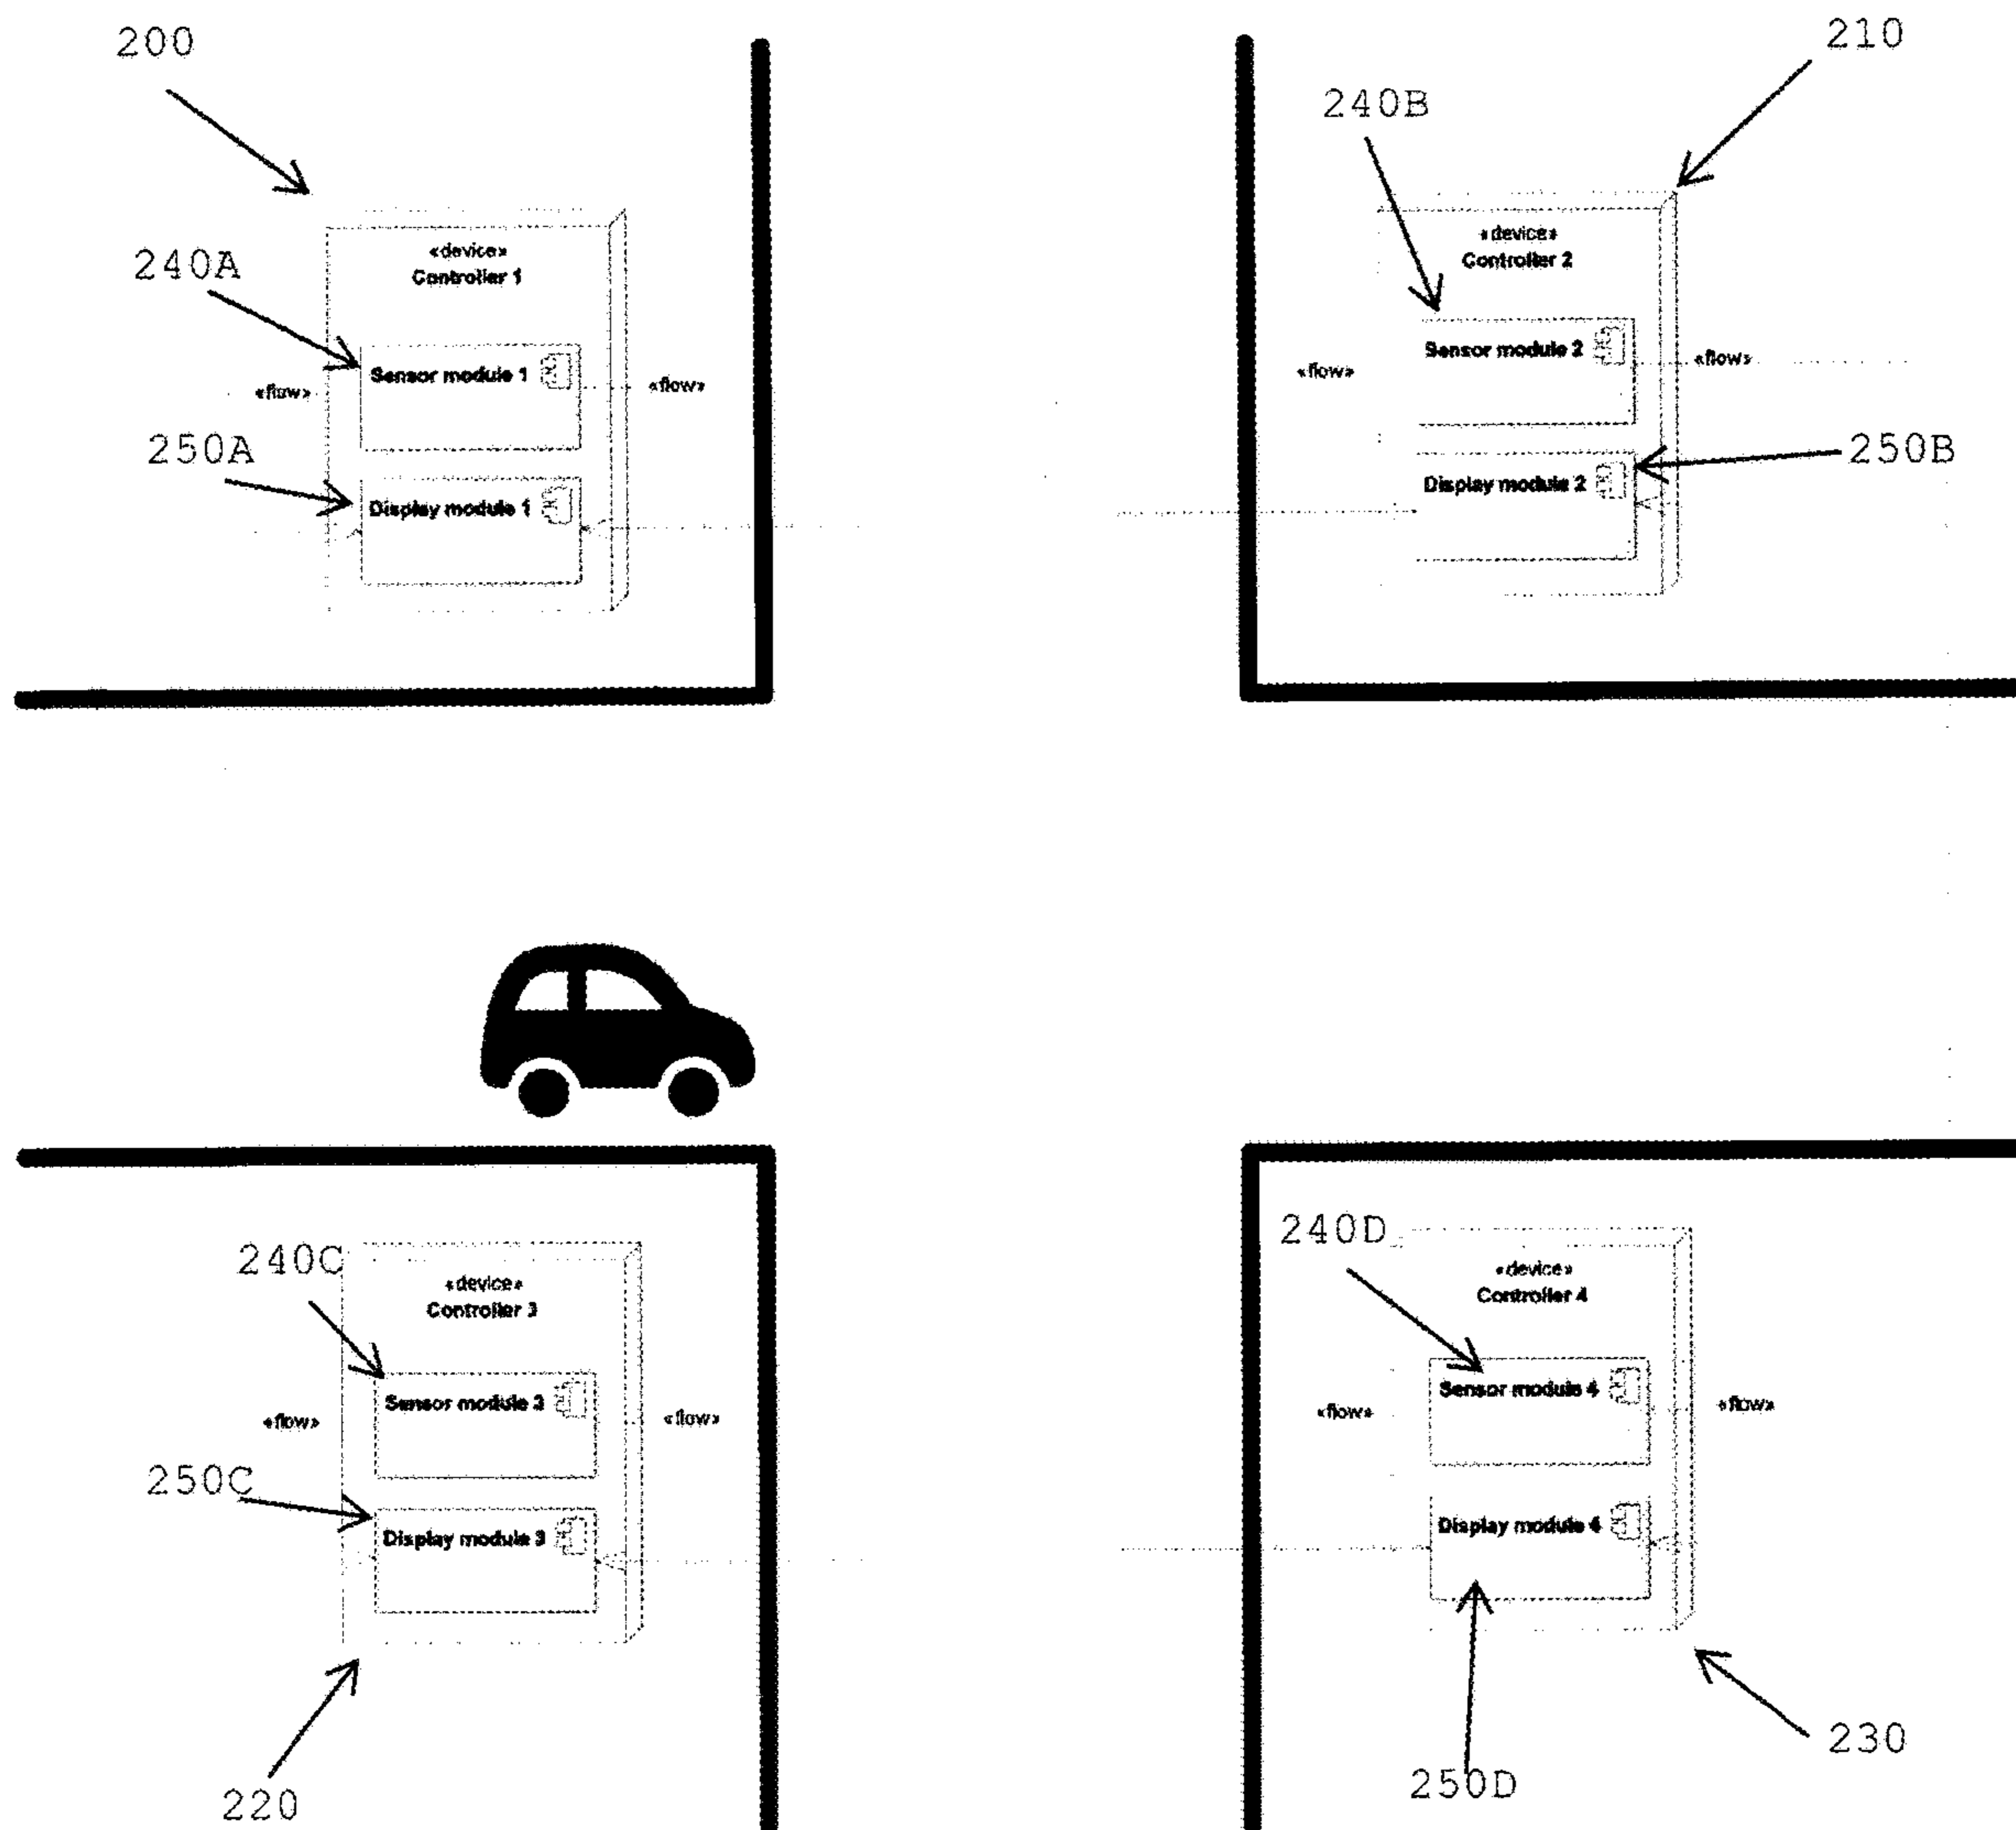 200
210
240B
«device»
Controller 1
240A
Sensor module 1
«flow»
«flow»
250A
Display module 1
«device»
Controller 2
Sensor module 2
«flow»
«flow»
250B
Display module 2
240C
«device»
Controller 3
Sensor module 3
«flow»
«flow»
250C
Display module 3
220
240D
«device»
Controller 4
Sensor module 4
«flow»
«flow»
Display module 4
250D
230